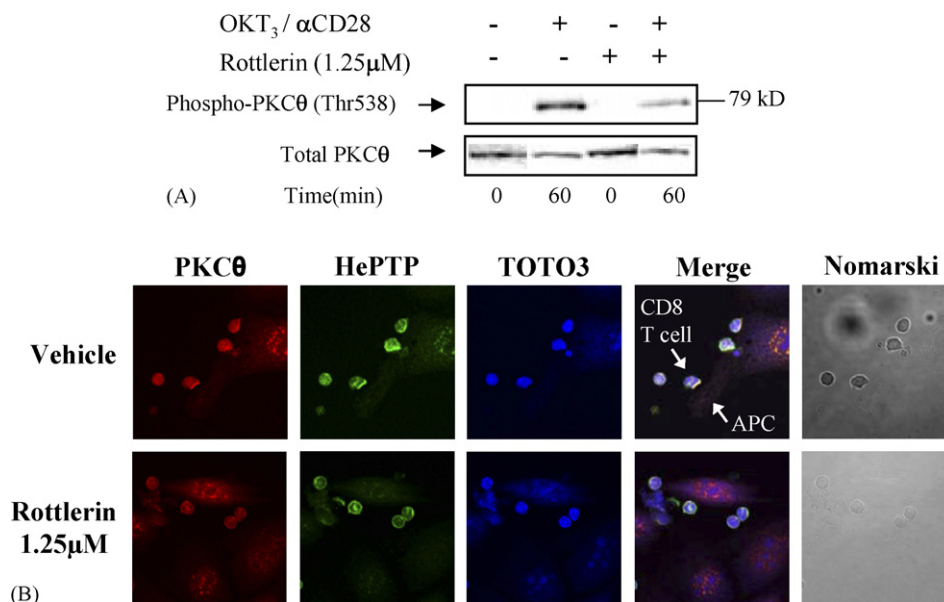 OKT3 / αCD28 - + - +
Rottlerin (1.25μM) - - + +
Phospho-PKCθ (Thr538) 79 kD
Total PKCθ
(A) Time(min) 0 60 0 60
PKCθ HePTP TOTO3 Merge Nomarski
Vehicle
CD8
T cell
APC
Rottlerin
1.25μM
(B)